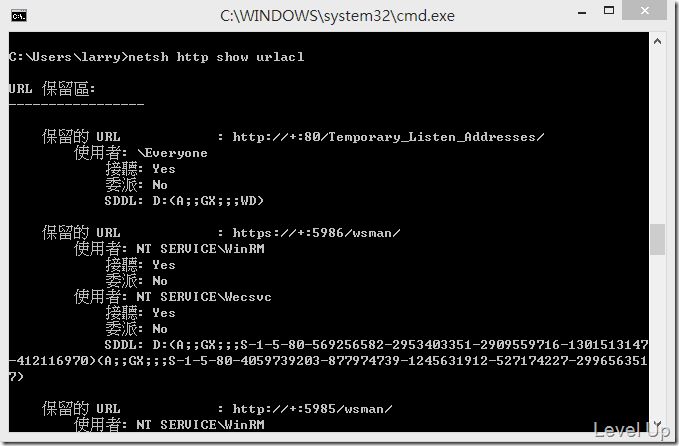 C:\WINDOWS\system32\cmd.exe
C:\Users\larry>netsh http show urlacl
URL 保留區:
-----------------
保留的 URL : http://+:80/Temporary_Listen_Addresses/
使用者: \Everyone
接聽: Yes
委派: No
SDDL: D:(A;;GX;;;WD)
保留的 URL : https://+:5986/wsman/
使用者: NT SERVICE\WinRM
接聽: Yes
委派: No
使用者: NT SERVICE\Wecsvc
接聽: Yes
委派: No
SDDL: D:(A;;GX;;;S-1-5-80-569256582-2953403351-2909559716-1301513147
-412116970)(A;;GX;;;S-1-5-80-4059739203-877974739-1245631912-527174227-299656351
7)
保留的 URL : http://+:5985/wsman/
使用者: NT SERVICE\WinRM
Level Up